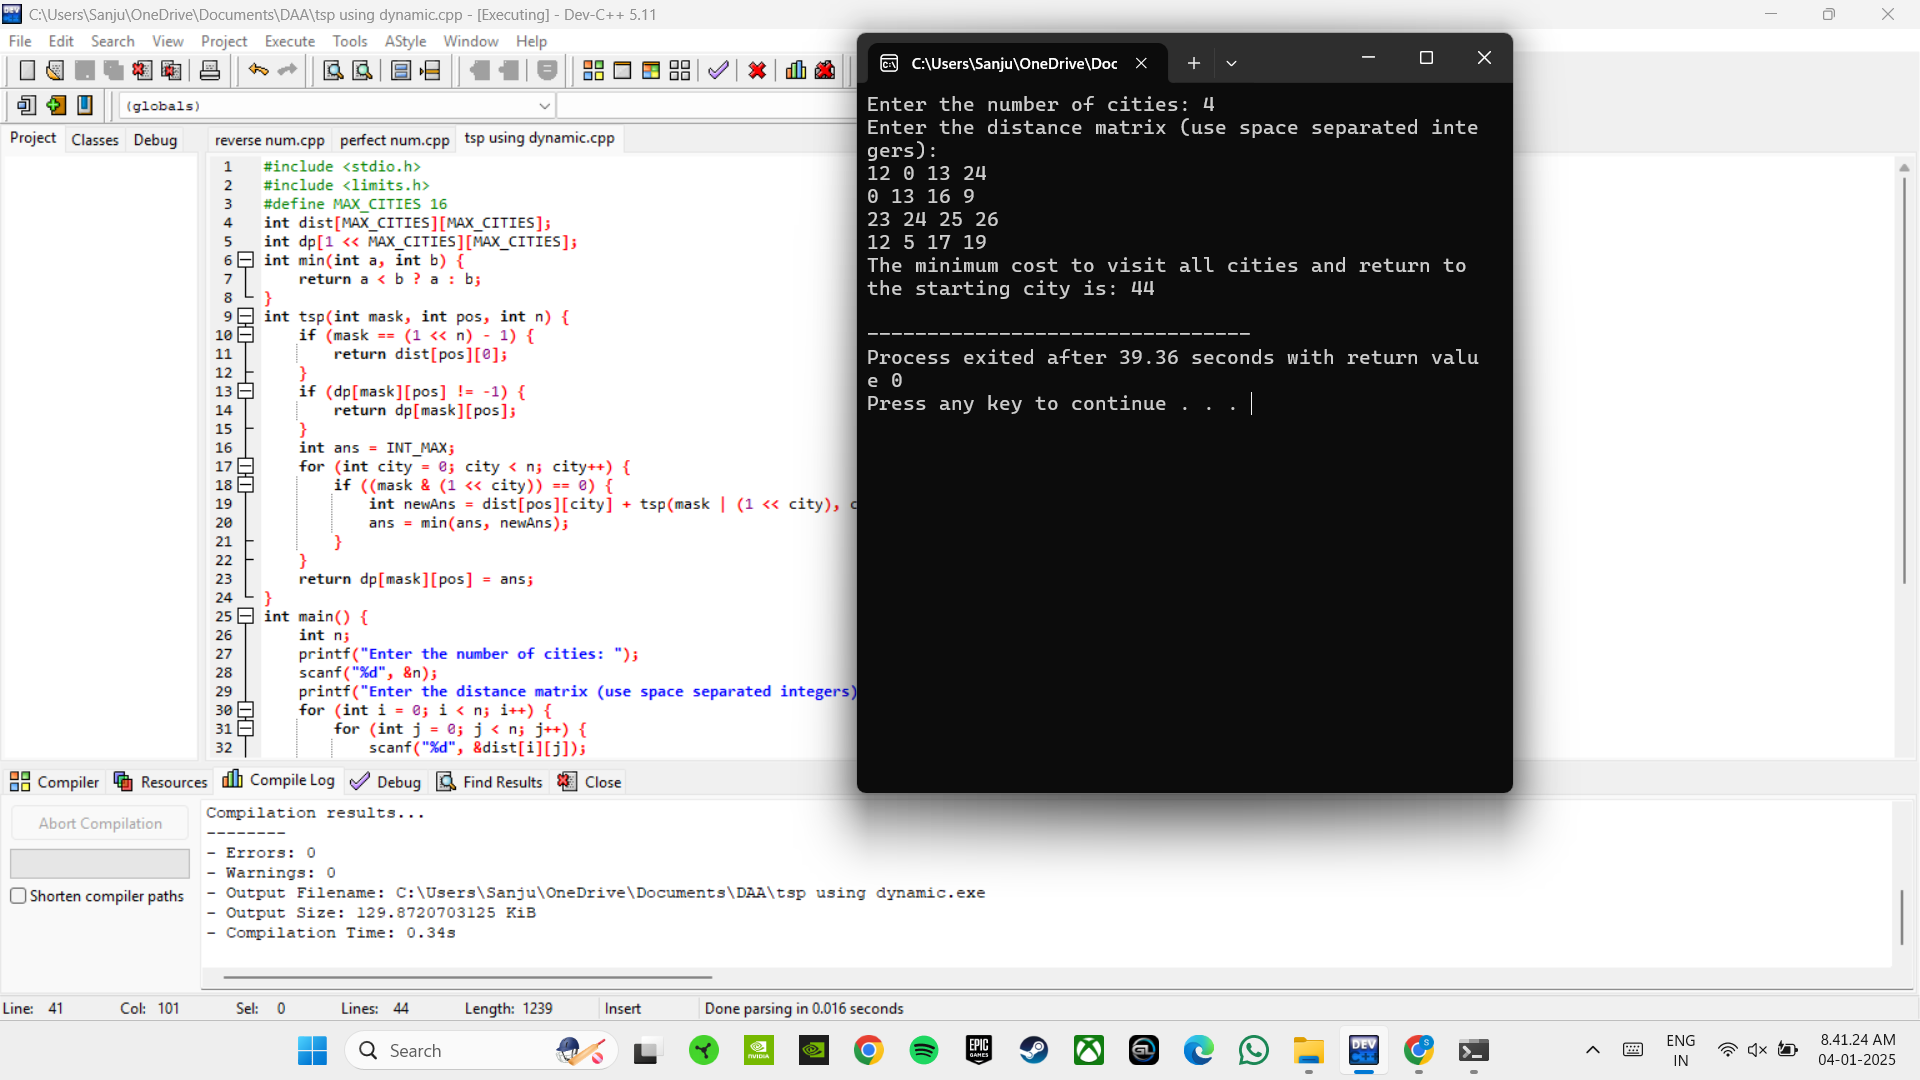 C:\Users\Sanju\OneDrive\Documents\DAA\tsp using dynamic.cpp - [Executing] - Dev-C++ 5.11
File Edit Search View Project Execute Tools AStyle Window Help
(globals)
Project Classes Debug
reverse num.cpp perfect num.cpp tsp using dynamic.cpp
1 #include <stdio.h>
2 #include <limits.h>
3 #define MAX_CITIES 16
4 int dist[MAX_CITIES][MAX_CITIES];
5 int dp[1 << MAX_CITIES][MAX_CITIES];
6 int min(int a, int b) {
7 return a < b ? a : b;
8 }
9 int tsp(int mask, int pos, int n) {
10 if (mask == (1 << n) - 1) {
11 return dist[pos][0];
12 }
13 if (dp[mask][pos] != -1) {
14 return dp[mask][pos];
15 }
16 int ans = INT_MAX;
17 for (int city = 0; city < n; city++) {
18 if ((mask & (1 << city)) == 0) {
19 int newAns = dist[pos][city] + tsp(mask | (1 << city), c
20 ans = min(ans, newAns);
21 }
22 }
23 return dp[mask][pos] = ans;
24 }
25 int main() {
26 int n;
27 printf("Enter the number of cities: ");
28 scanf("%d", &n);
29 printf("Enter the distance matrix (use space separated integers)
30 for (int i = 0; i < n; i++) {
31 for (int j = 0; j < n; j++) {
32 scanf("%d", &dist[i][j]);
C:\Users\Sanju\OneDrive\Doc
Enter the number of cities: 4
Enter the distance matrix (use space separated inte
gers):
12 0 13 24
0 13 16 9
23 24 25 26
12 5 17 19
The minimum cost to visit all cities and return to
the starting city is: 44
--------------------------------
Process exited after 39.36 seconds with return valu
e 0
Press any key to continue . . .
Compiler Resources Compile Log Debug Find Results Close
Abort Compilation
Shorten compiler paths
Compilation results...
--------
- Errors: 0
- Warnings: 0
- Output Filename: C:\Users\Sanju\OneDrive\Documents\DAA\tsp using dynamic.exe
- Output Size: 129.8720703125 KiB
- Compilation Time: 0.34s
Line: 41 Col: 101 Sel: 0 Lines: 44 Length: 1239 Insert Done parsing in 0.016 seconds
Search
NVIDIA
EPIC GAMES
DEV C++
S
ENG
IN
8.41.24 AM
04-01-2025